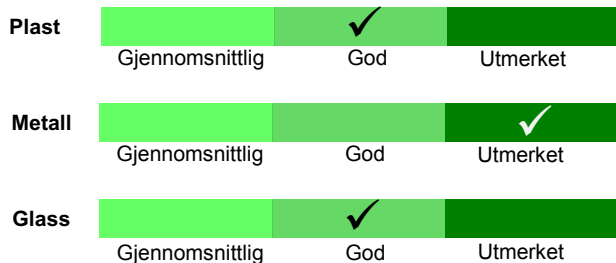 Plast
Gjennomsnittlig God Utmerket
Metall
Gjennomsnittlig God Utmerket
Glass
Gjennomsnittlig God Utmerket